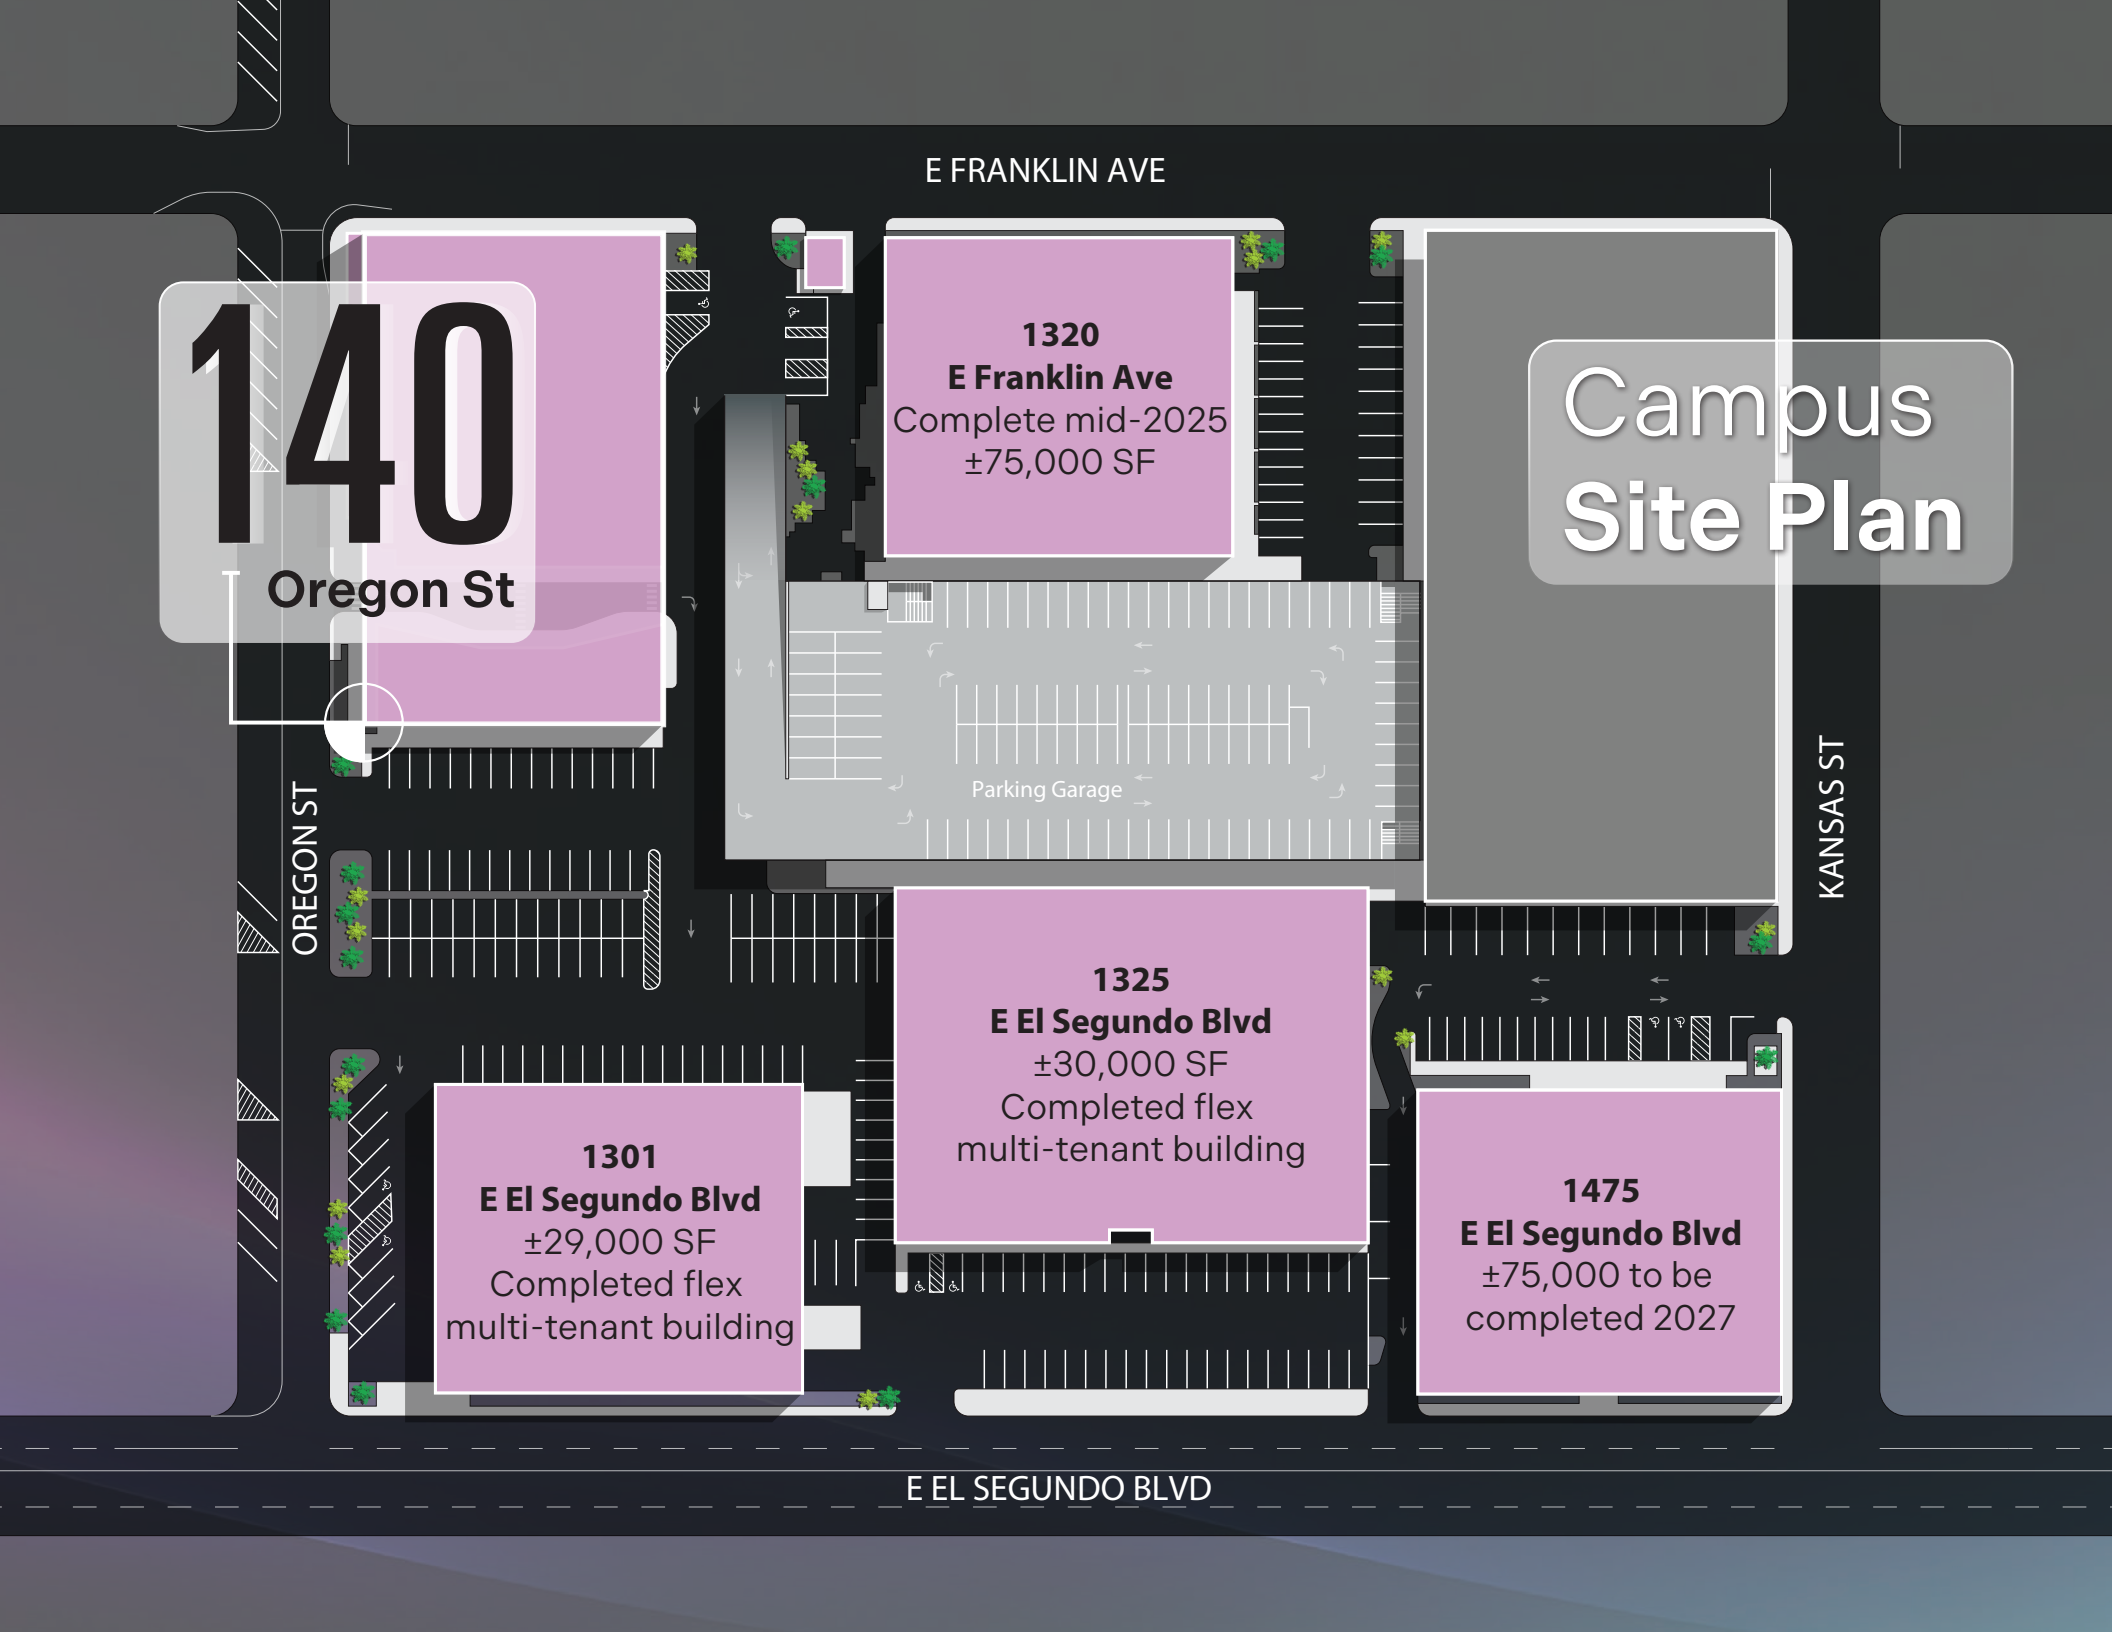 E FRANKLIN AVE
140
Oregon St
1320
E Franklin Ave
Complete mid-2025
±75,000 SF
Campus
Site Plan
Parking Garage
OREGON ST
KANSAS ST
1325
E El Segundo Blvd
±30,000 SF
Completed flex
multi-tenant building
1301
E El Segundo Blvd
±29,000 SF
Completed flex
multi-tenant building
1475
E El Segundo Blvd
±75,000 to be
completed 2027
E EL SEGUNDO BLVD